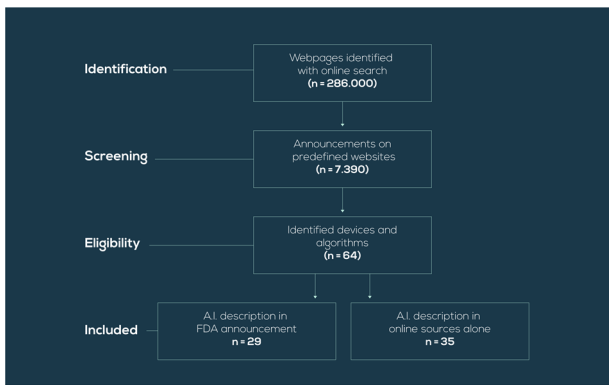 Identification
Webpages identified
with online search
(n = 286.000)
Screening
Announcements on
predefined websites
(n = 7.390)
Eligibility
Identified devices and
algorithms
(n = 64)
Included
A.I. description in
FDA announcement
n = 29
A.I. description in
online sources alone
n = 35